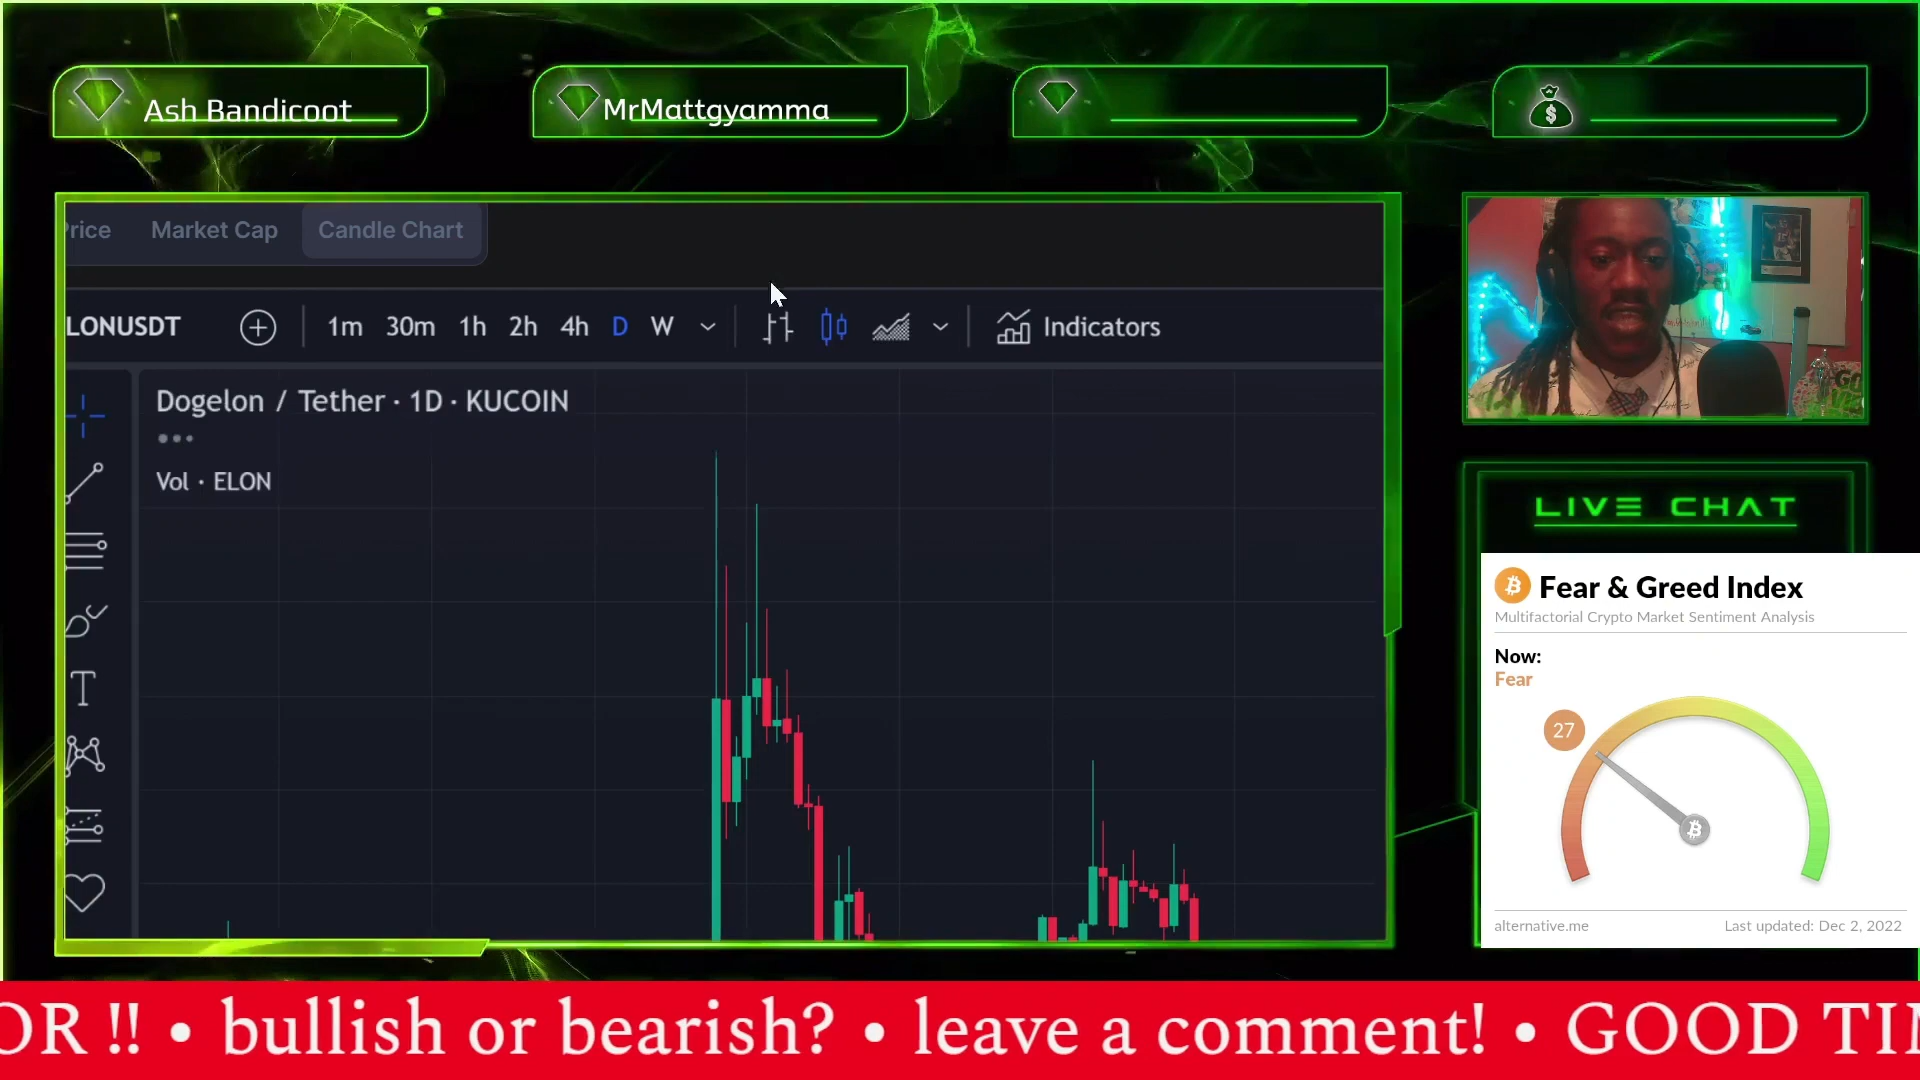 Ash Bandicoot
MrMattgyamma
Price Market Cap Candle Chart
LONUSDT 1m 30m 1h 2h 4h D W Indicators
Dogelon / Tether · 1D · KUCOIN
Vol · ELON
LIVE CHAT
Fear & Greed Index
Multifactorial Crypto Market Sentiment Analysis
Now:
Fear
27
alternative.me Last updated: Dec 2, 2022
OR !! • bullish or bearish? • leave a comment! • GOOD TIM